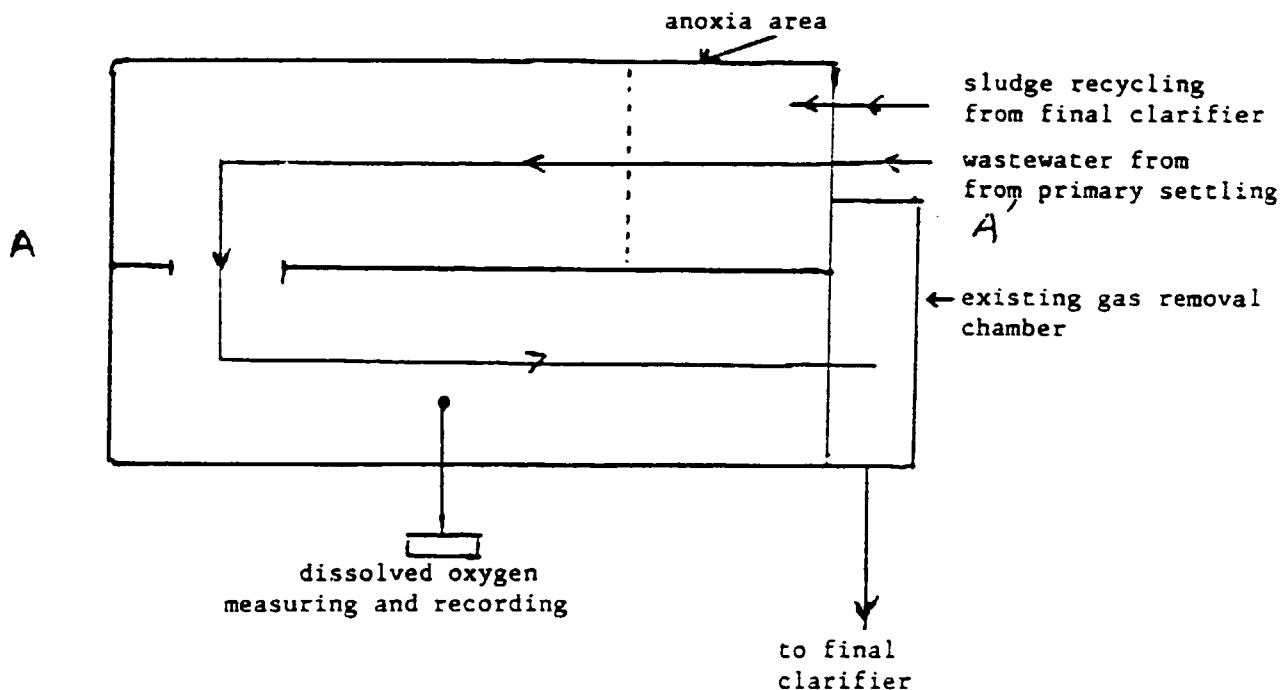 anoxia area
sludge recycling
from final clarifier
wastewater from
from primary settling
A
A'
existing gas removal
chamber
dissolved oxygen
measuring and recording
to final
clarifier